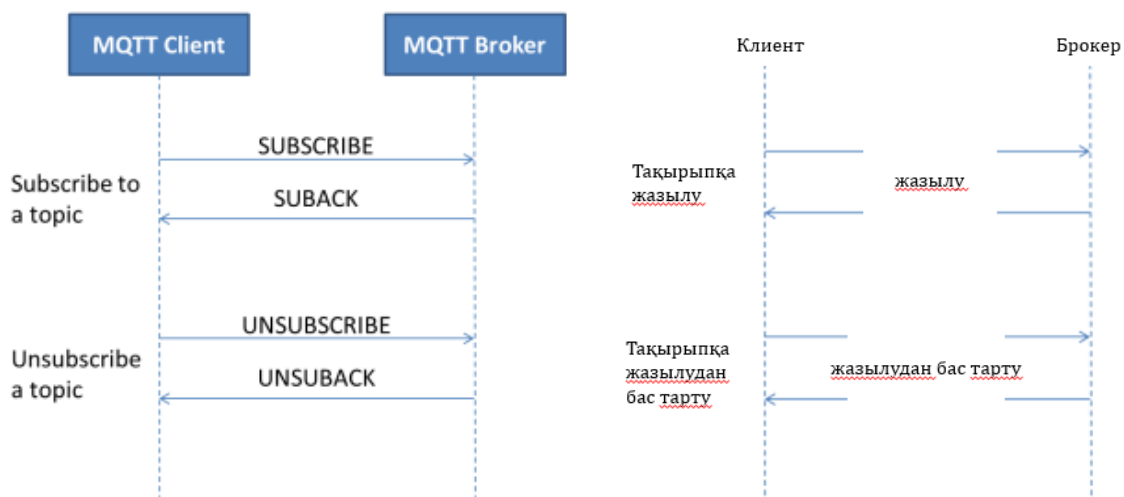 MQTT Client
MQTT Broker
SUBSCRIBE
Subscribe to
a topic
SUBACK
UNSUBSCRIBE
Unsubscribe
a topic
UNSUBACK
Клиент
Брокер
Тақырыпқа
жазылу
жазылу
Тақырыпқа
жазылудан
бас тарту
жазылудан бас тарту